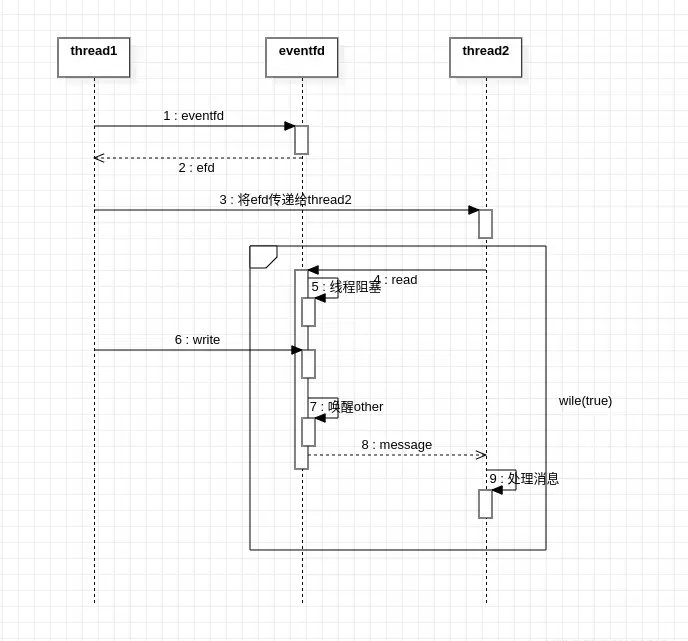 thread1
eventfd
thread2
1 : eventfd
2 : efd
3 : 将efd传递给thread2
4 : read
5 : 线程阻塞
6 : write
7 : 唤醒other
wile(true)
8 : message
9 : 处理消息